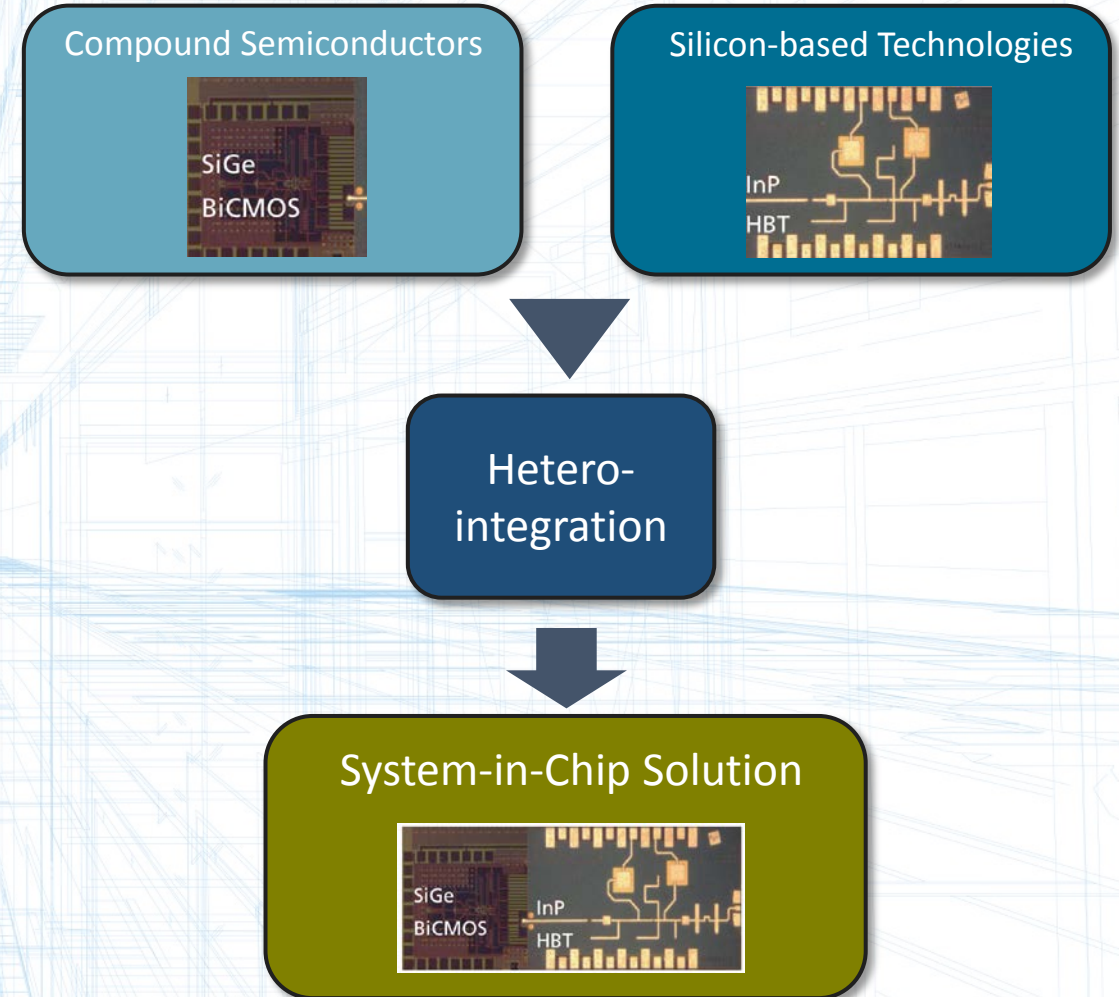 Compound Semiconductors
Silicon-based Technologies
SiGe
BiCMOS
InP
HBT
Hetero-
integration
System-in-Chip Solution
SiGe
BiCMOS
InP
HBT